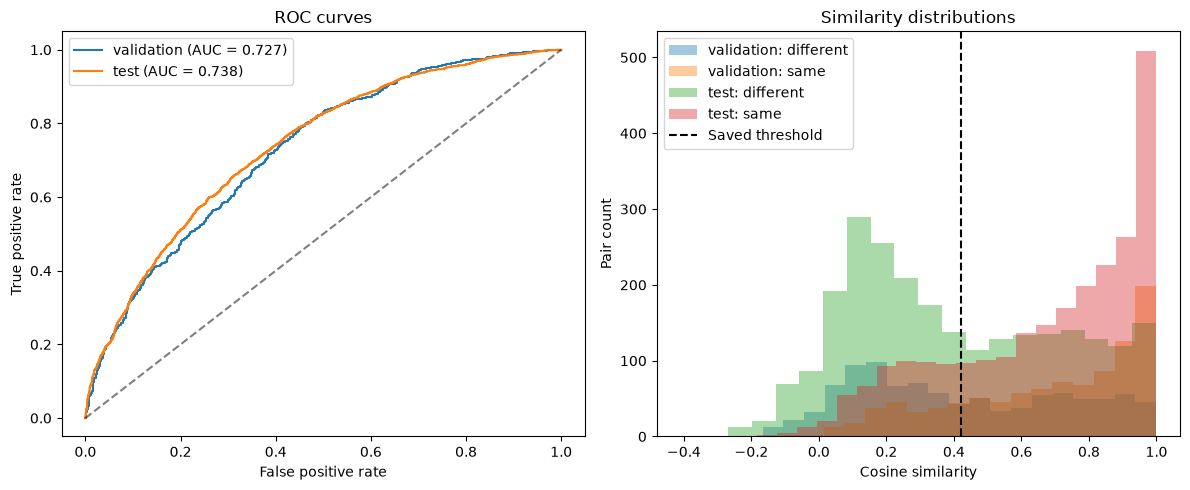 ROC curves
validation (AUC = 0.727)
test (AUC = 0.738)
1.0
0.8
0.6
0.4
0.2
0.0
True positive rate
0.0 0.2 0.4 0.6 0.8 1.0
False positive rate
Similarity distributions
validation: different
validation: same
test: different
test: same
Saved threshold
500
400
300
200
100
0
Pair count
−0.4 −0.2 0.0 0.2 0.4 0.6 0.8 1.0
Cosine similarity